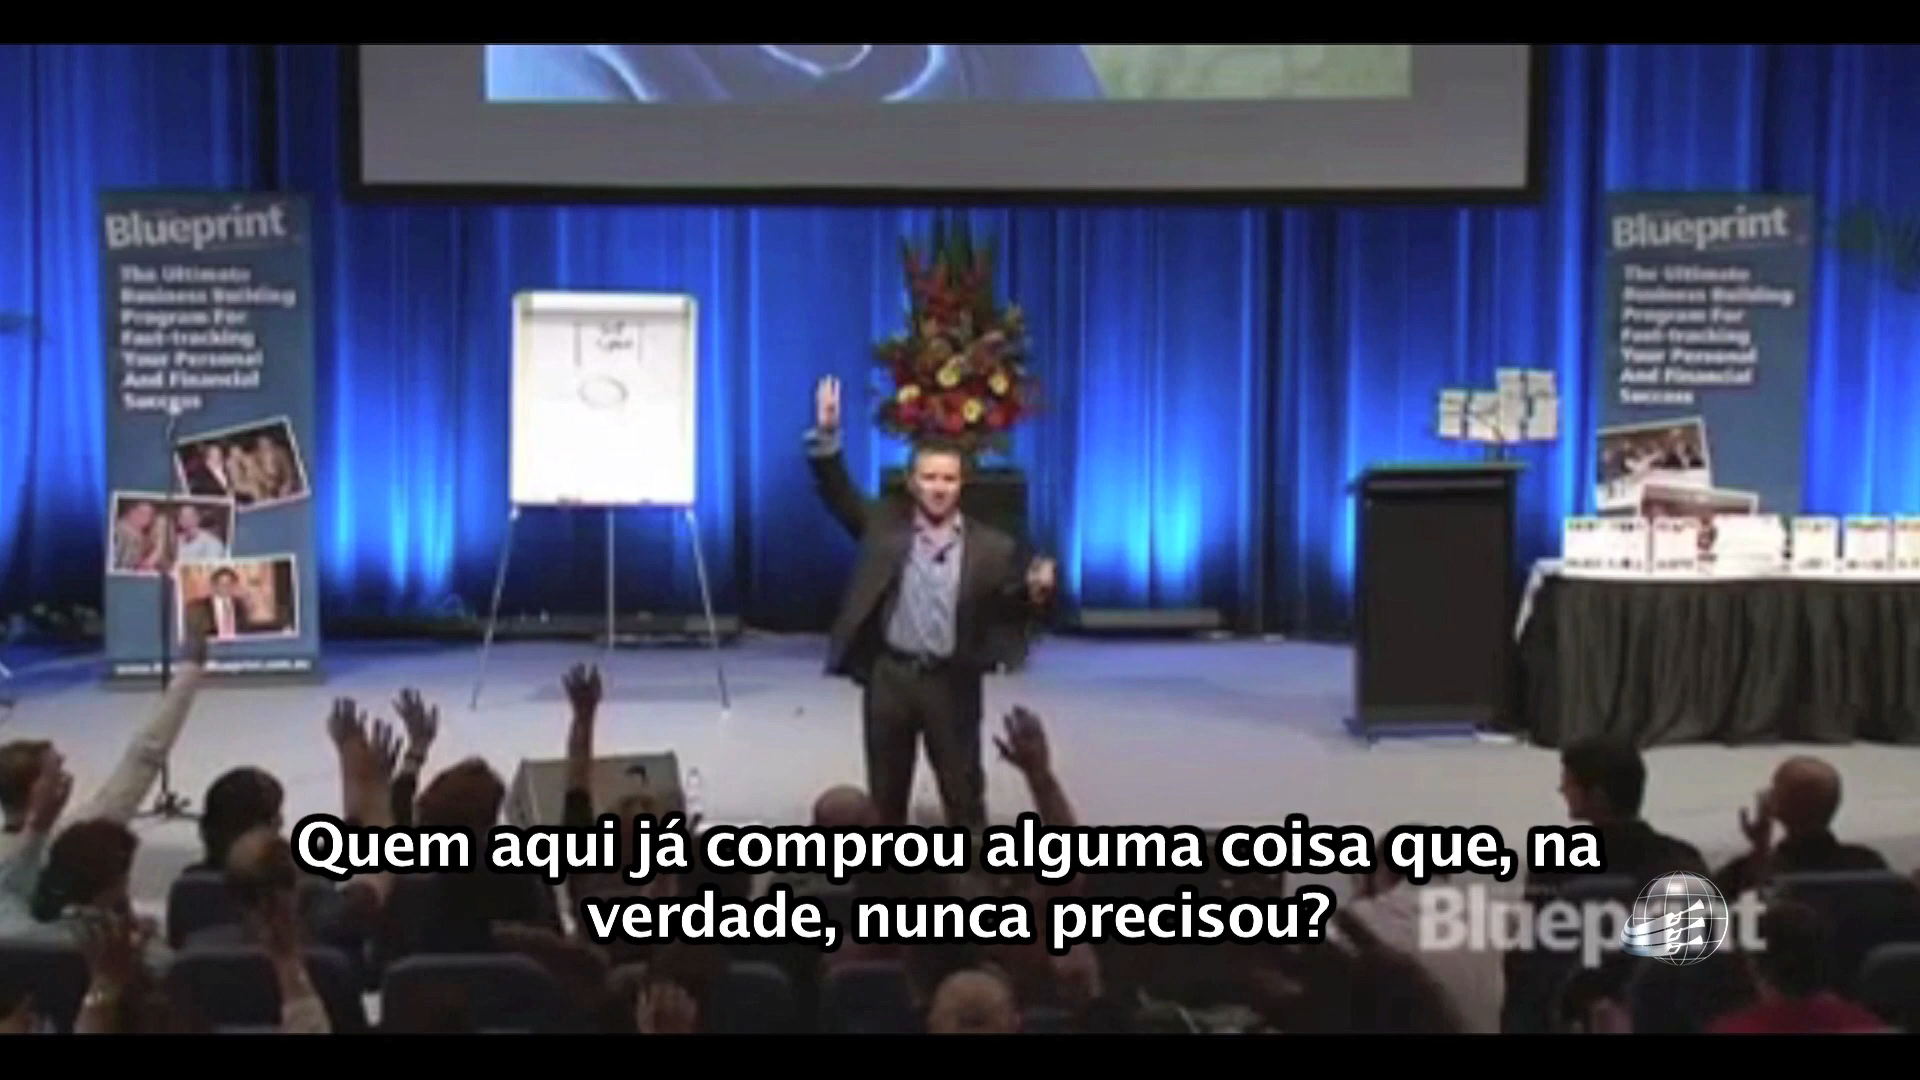 Blueprint
The Ultimate
Business Building
Program For
Fast-tracking
Your Personal
And Financial
Success
Blueprint
The Ultimate
Business Building
Program For
Fast-tracking
Your Personal
And Financial
Success
Quem aqui já comprou alguma coisa que, na
verdade, nunca precisou?
Blueprint